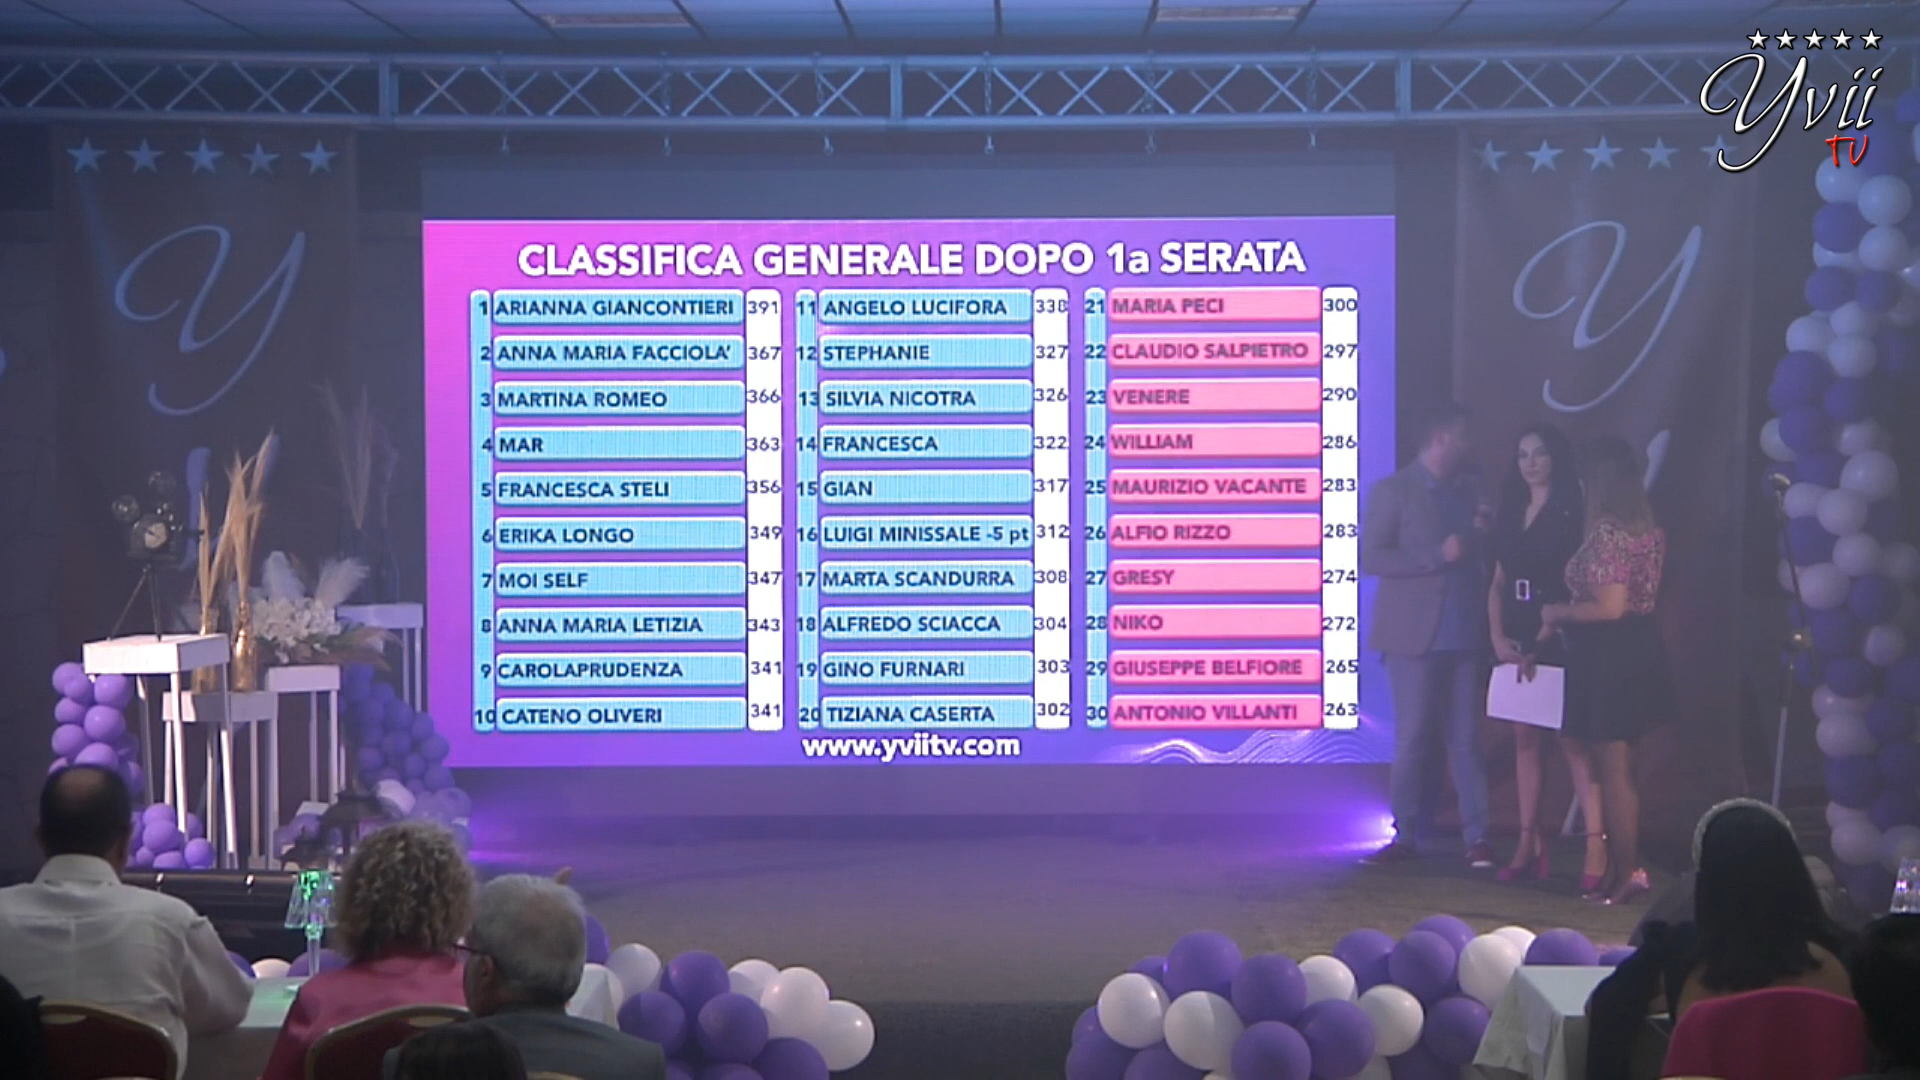 Yvii
TV
Y
Y
CLASSIFICA GENERALE DOPO 1a SERATA
1 ARIANNA GIANCONTIERI 391
2 ANNA MARIA FACCIOLA' 367
3 MARTINA ROMEO 366
4 MAR 363
5 FRANCESCA STELI 356
6 ERIKA LONGO 349
7 MOI SELF 347
8 ANNA MARIA LETIZIA 343
9 CAROLAPRUDENZA 341
10 CATENO OLIVERI 341
11 ANGELO LUCIFORA 338
12 STEPHANIE 327
13 SILVIA NICOTRA 326
14 FRANCESCA 322
15 GIAN 317
16 LUIGI MINISSALE -5 pt 312
17 MARTA SCANDURRA 308
18 ALFREDO SCIACCA 304
19 GINO FURNARI 303
20 TIZIANA CASERTA 302
21 MARIA PECI 300
22 CLAUDIO SALPIETRO 297
23 VENERE 290
24 WILLIAM 286
25 MAURIZIO VACANTE 283
26 ALFIO RIZZO 283
27 GRESY 274
28 NIKO 272
29 GIUSEPPE BELFIORE 265
30 ANTONIO VILLANTI 263
www.yviitv.com